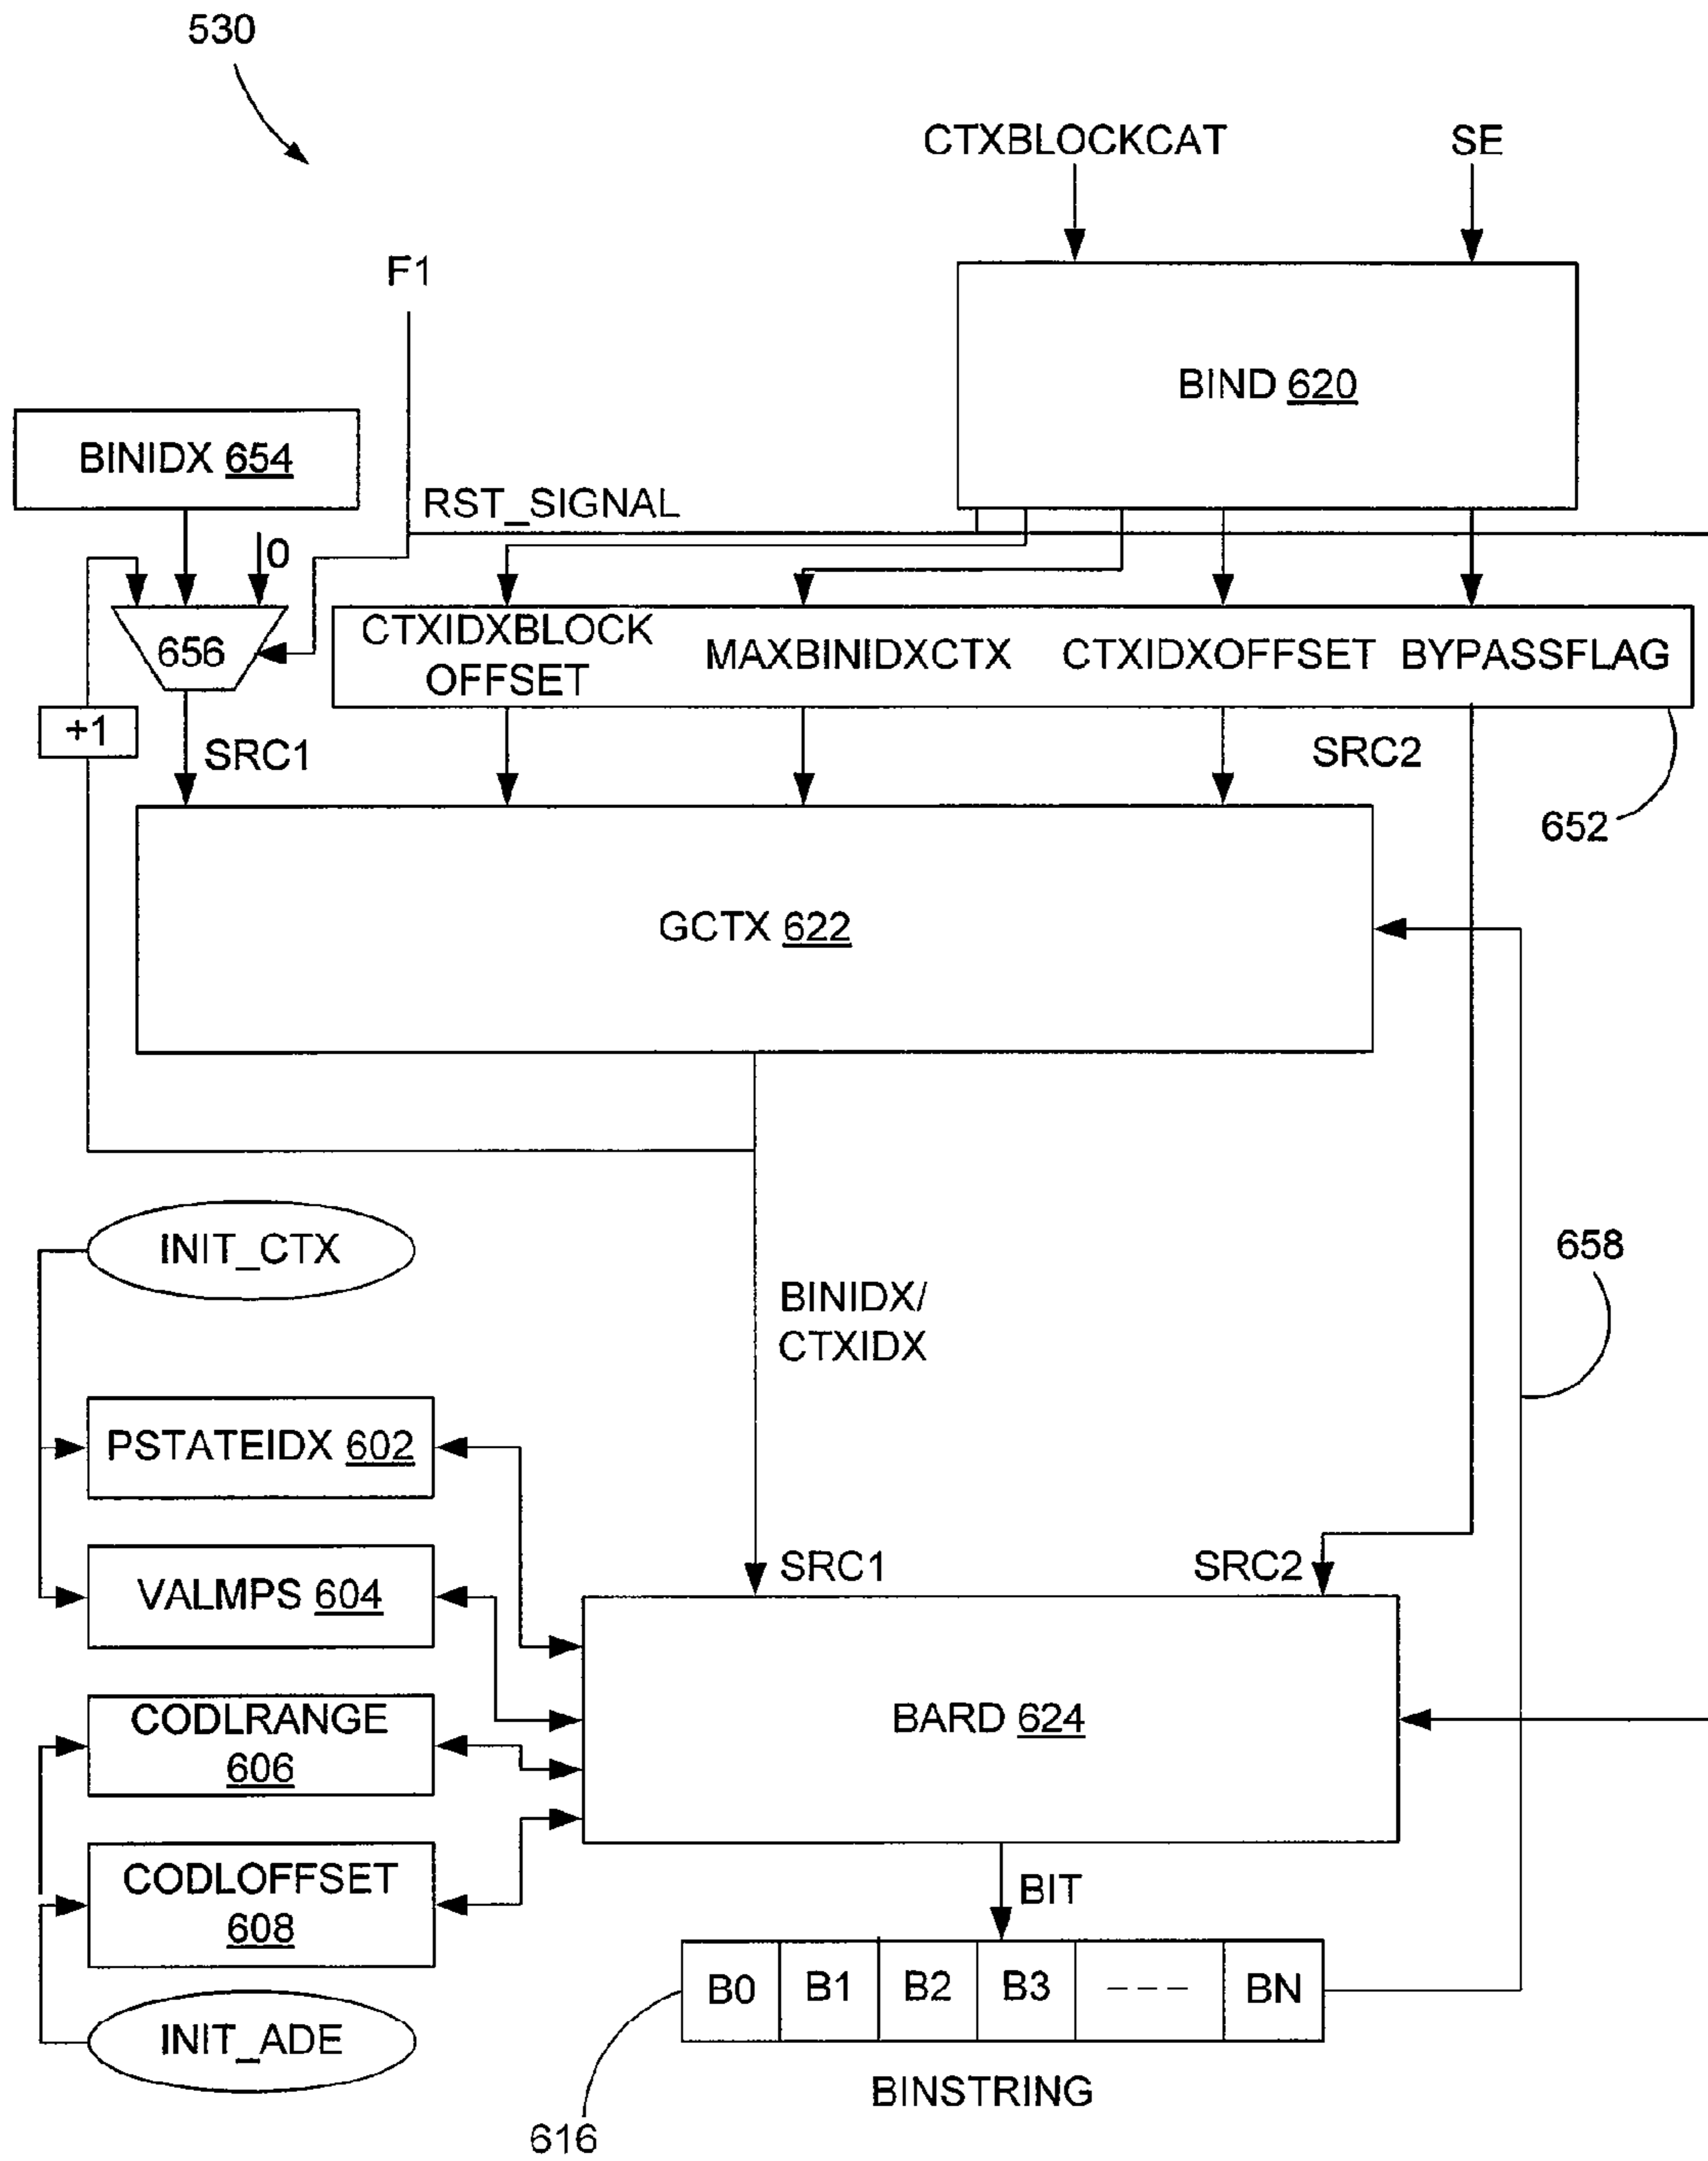 530
CTXBLOCKCAT
SE
F1
BIND 620
BINIDX 654
RST_SIGNAL
0
656
CTXIDXBLOCK
OFFSET
MAXBINIDXCTX
CTXIDXOFFSET
BYPASSFLAG
+1
SRC1
SRC2
652
GCTX 622
INIT_CTX
658
BINIDX/
CTXIDX
PSTATEIDX 602
SRC1
SRC2
VALMPS 604
CODLRANGE
606
BARD 624
CODLOFFSET
608
BIT
B0 B1 B2 B3 ---- BN
INIT_ADE
BINSTRING
616